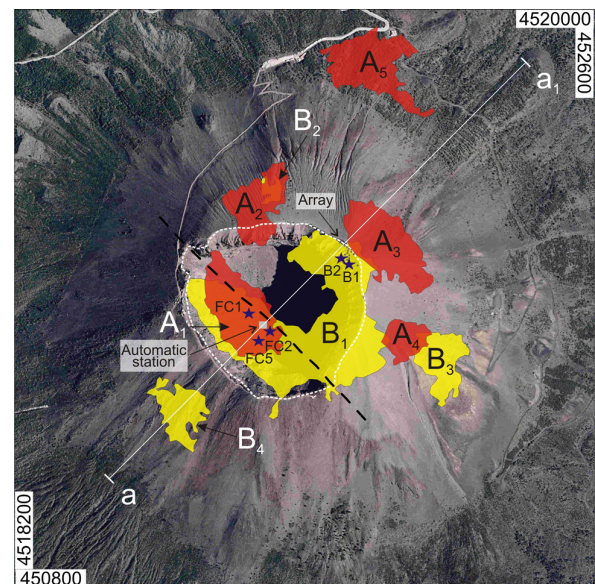 4520000
452600
A5
a1
B2
Array
A2
A3
B2
B1
FC1
A1
B1
FC2
A4
Automatic
station
FC5
B3
B4
a
4518200
450800